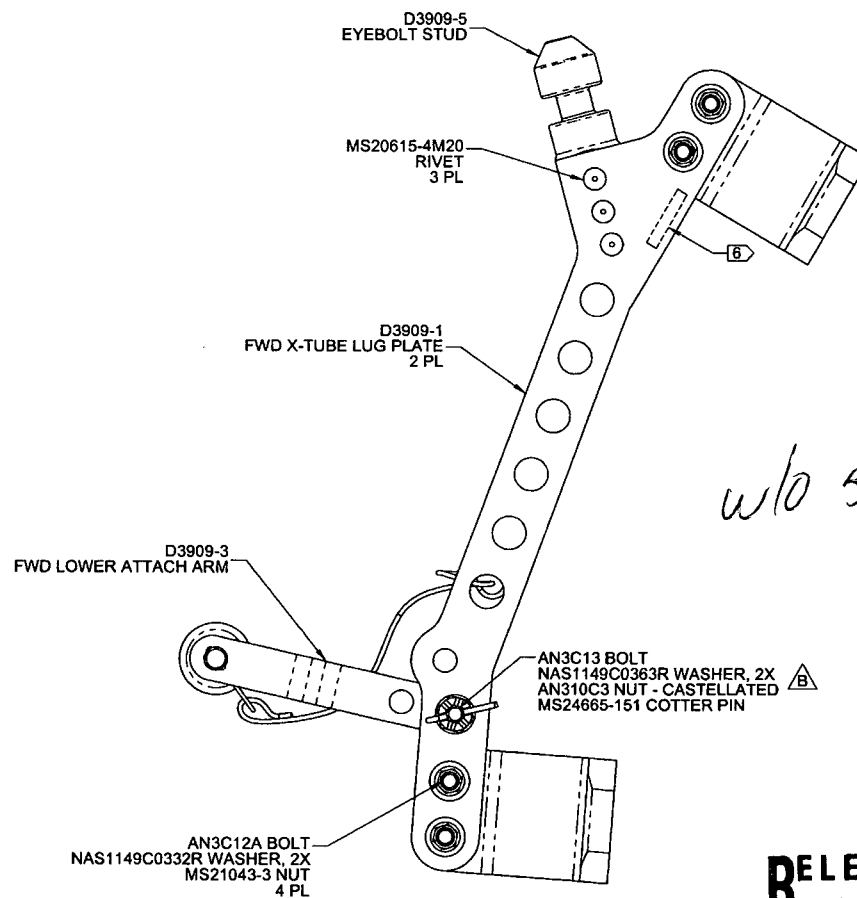 D3909-5
EYEBOLT STUD
MS20615-4M20
RIVET
3 PL
6
D3909-1
FWD X-TUBE LUG PLATE
2 PL
w/o
D3909-3
FWD LOWER ATTACH ARM
AN3C13 BOLT
NAS1149C0363R WASHER, 2X
AN310C3 NUT - CASTELLATED
MS24665-151 COTTER PIN
B
AN3C12A BOLT
NAS1149C0332R WASHER, 2X
MS21043-3 NUT
4 PL
RELE